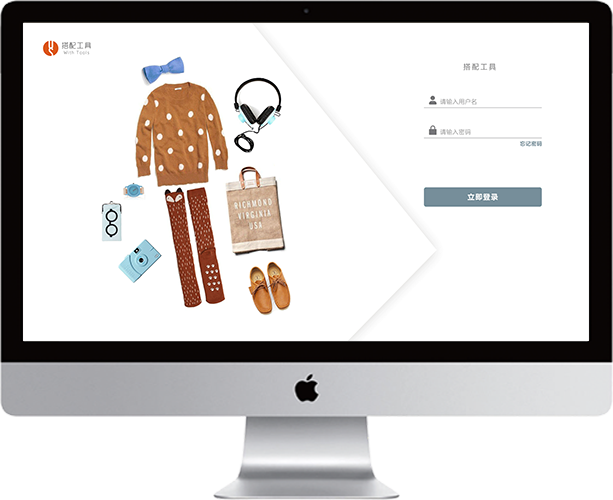 搭配工具
With Tools
搭配工具
请输入用户名
请输入密码
忘记密码
立即登录
RICHMOND
VIRGINIA
USA